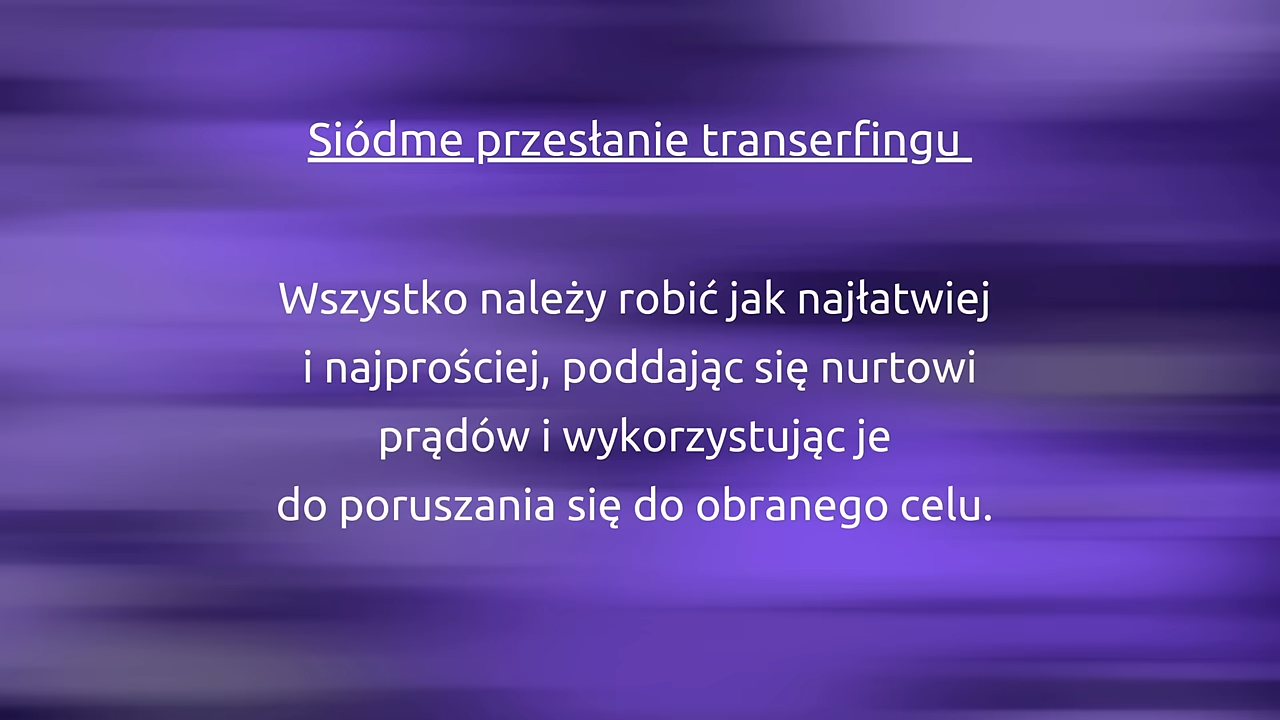 Siódme przesłanie transerfingu
Wszystko należy robić jak najłatwiej
i najprościej, poddając się nurtowi
prądów i wykorzystując je
do poruszania się do obranego celu.